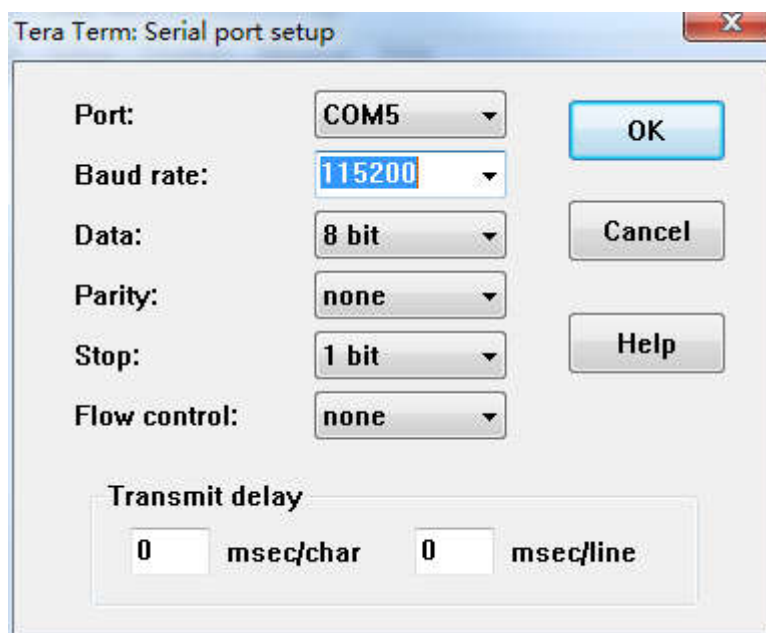 Tera Term: Serial port setup
Port: COM5 OK
Baud rate: 115200
Data: 8 bit Cancel
Parity: none
Stop: 1 bit Help
Flow control: none
Transmit delay
0 msec/char 0 msec/line